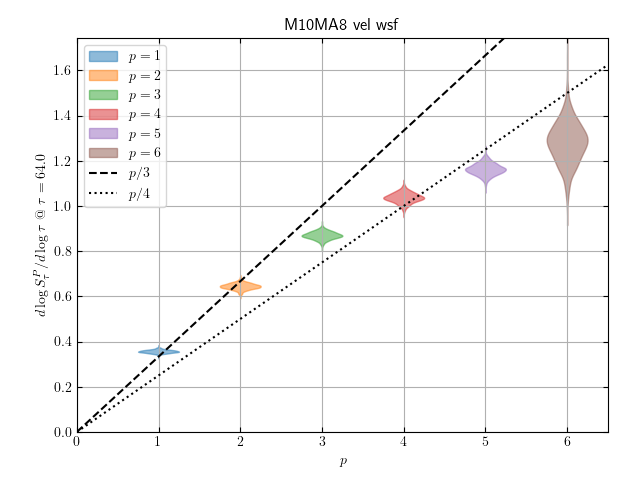 M10MA8 vel wsf
p = 1
p = 2
p = 3
p = 4
p = 5
p = 6
p/3
p/4
d log S_τ^P / d log τ @ τ = 64.0
1.6
1.4
1.2
1.0
0.8
0.6
0.4
0.2
0.0
0 1 2 3 4 5 6
p